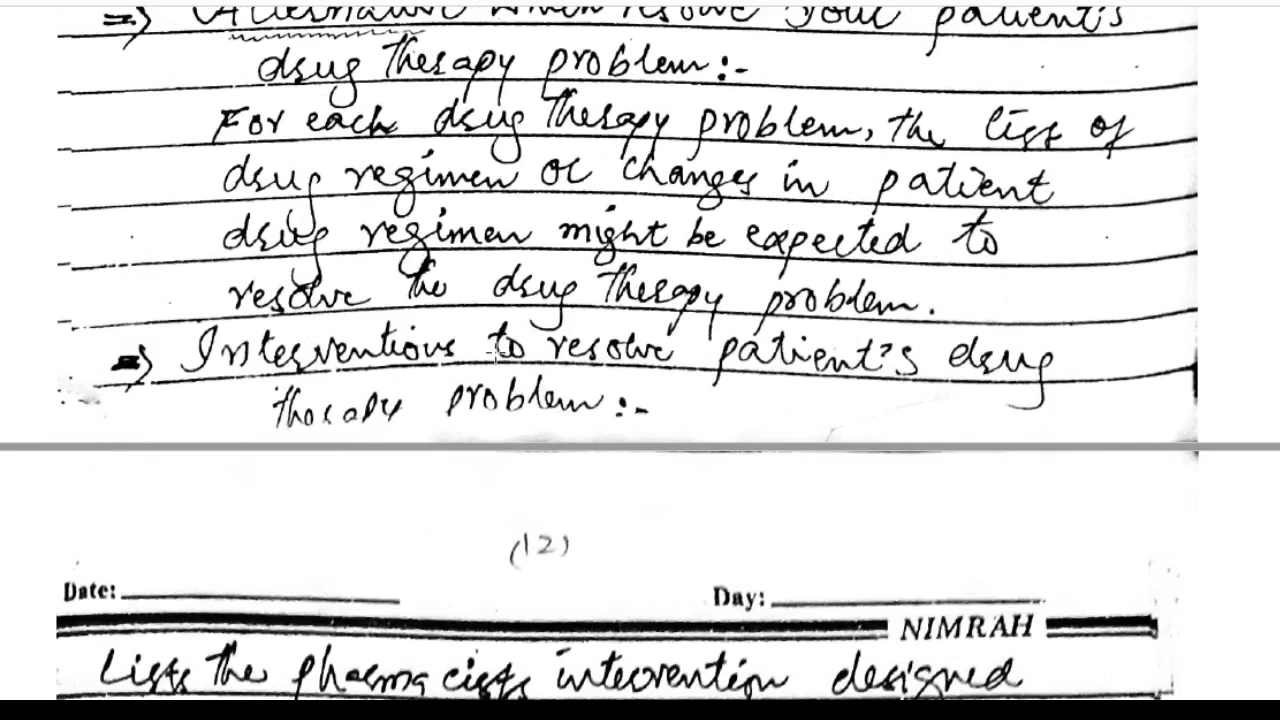 => Alternative which resolve your patient's
drug therapy problem:-
For each drug therapy problem, the list of
drug regimen or changes in patient
drug regimen might be expected to
resolve the drug therapy problem.
=> Interventions to resolve patient's drug
therapy problem:-
(12)
Date: Day:
NIMRAH
Lists the pharmacists intervention designed